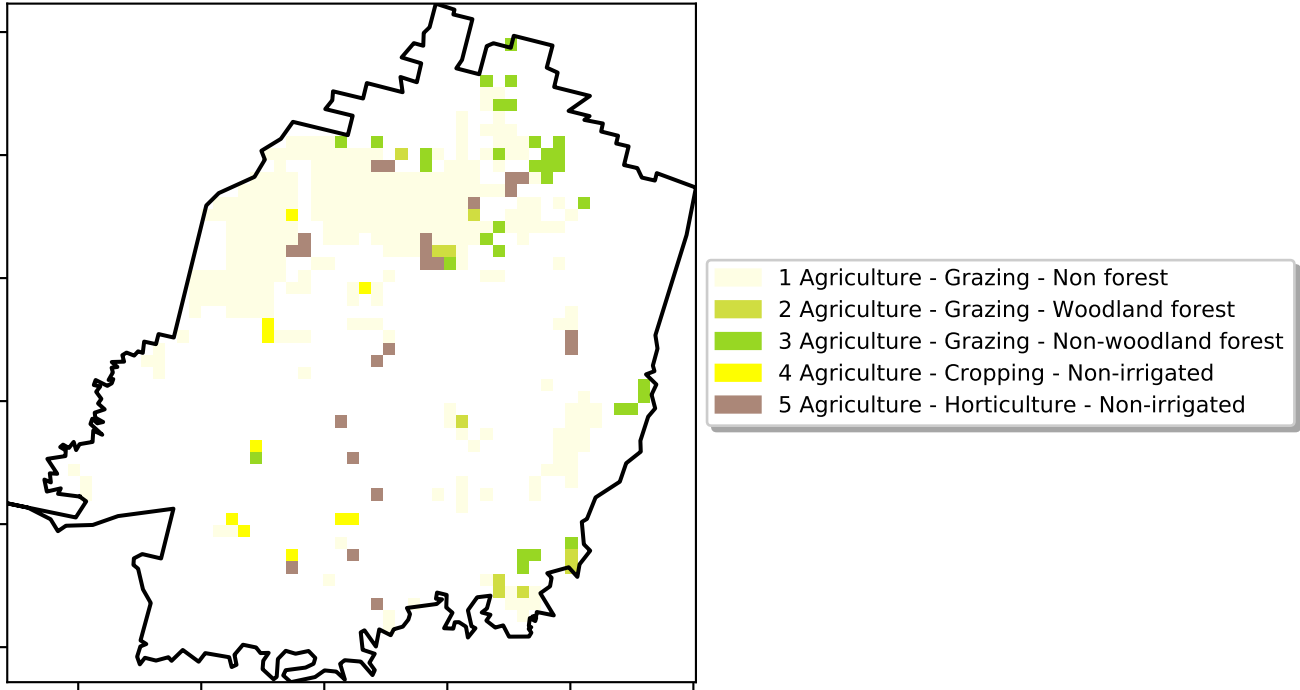 1 Agriculture - Grazing - Non forest
2 Agriculture - Grazing - Woodland forest
3 Agriculture - Grazing - Non-woodland forest
4 Agriculture - Cropping - Non-irrigated
5 Agriculture - Horticulture - Non-irrigated